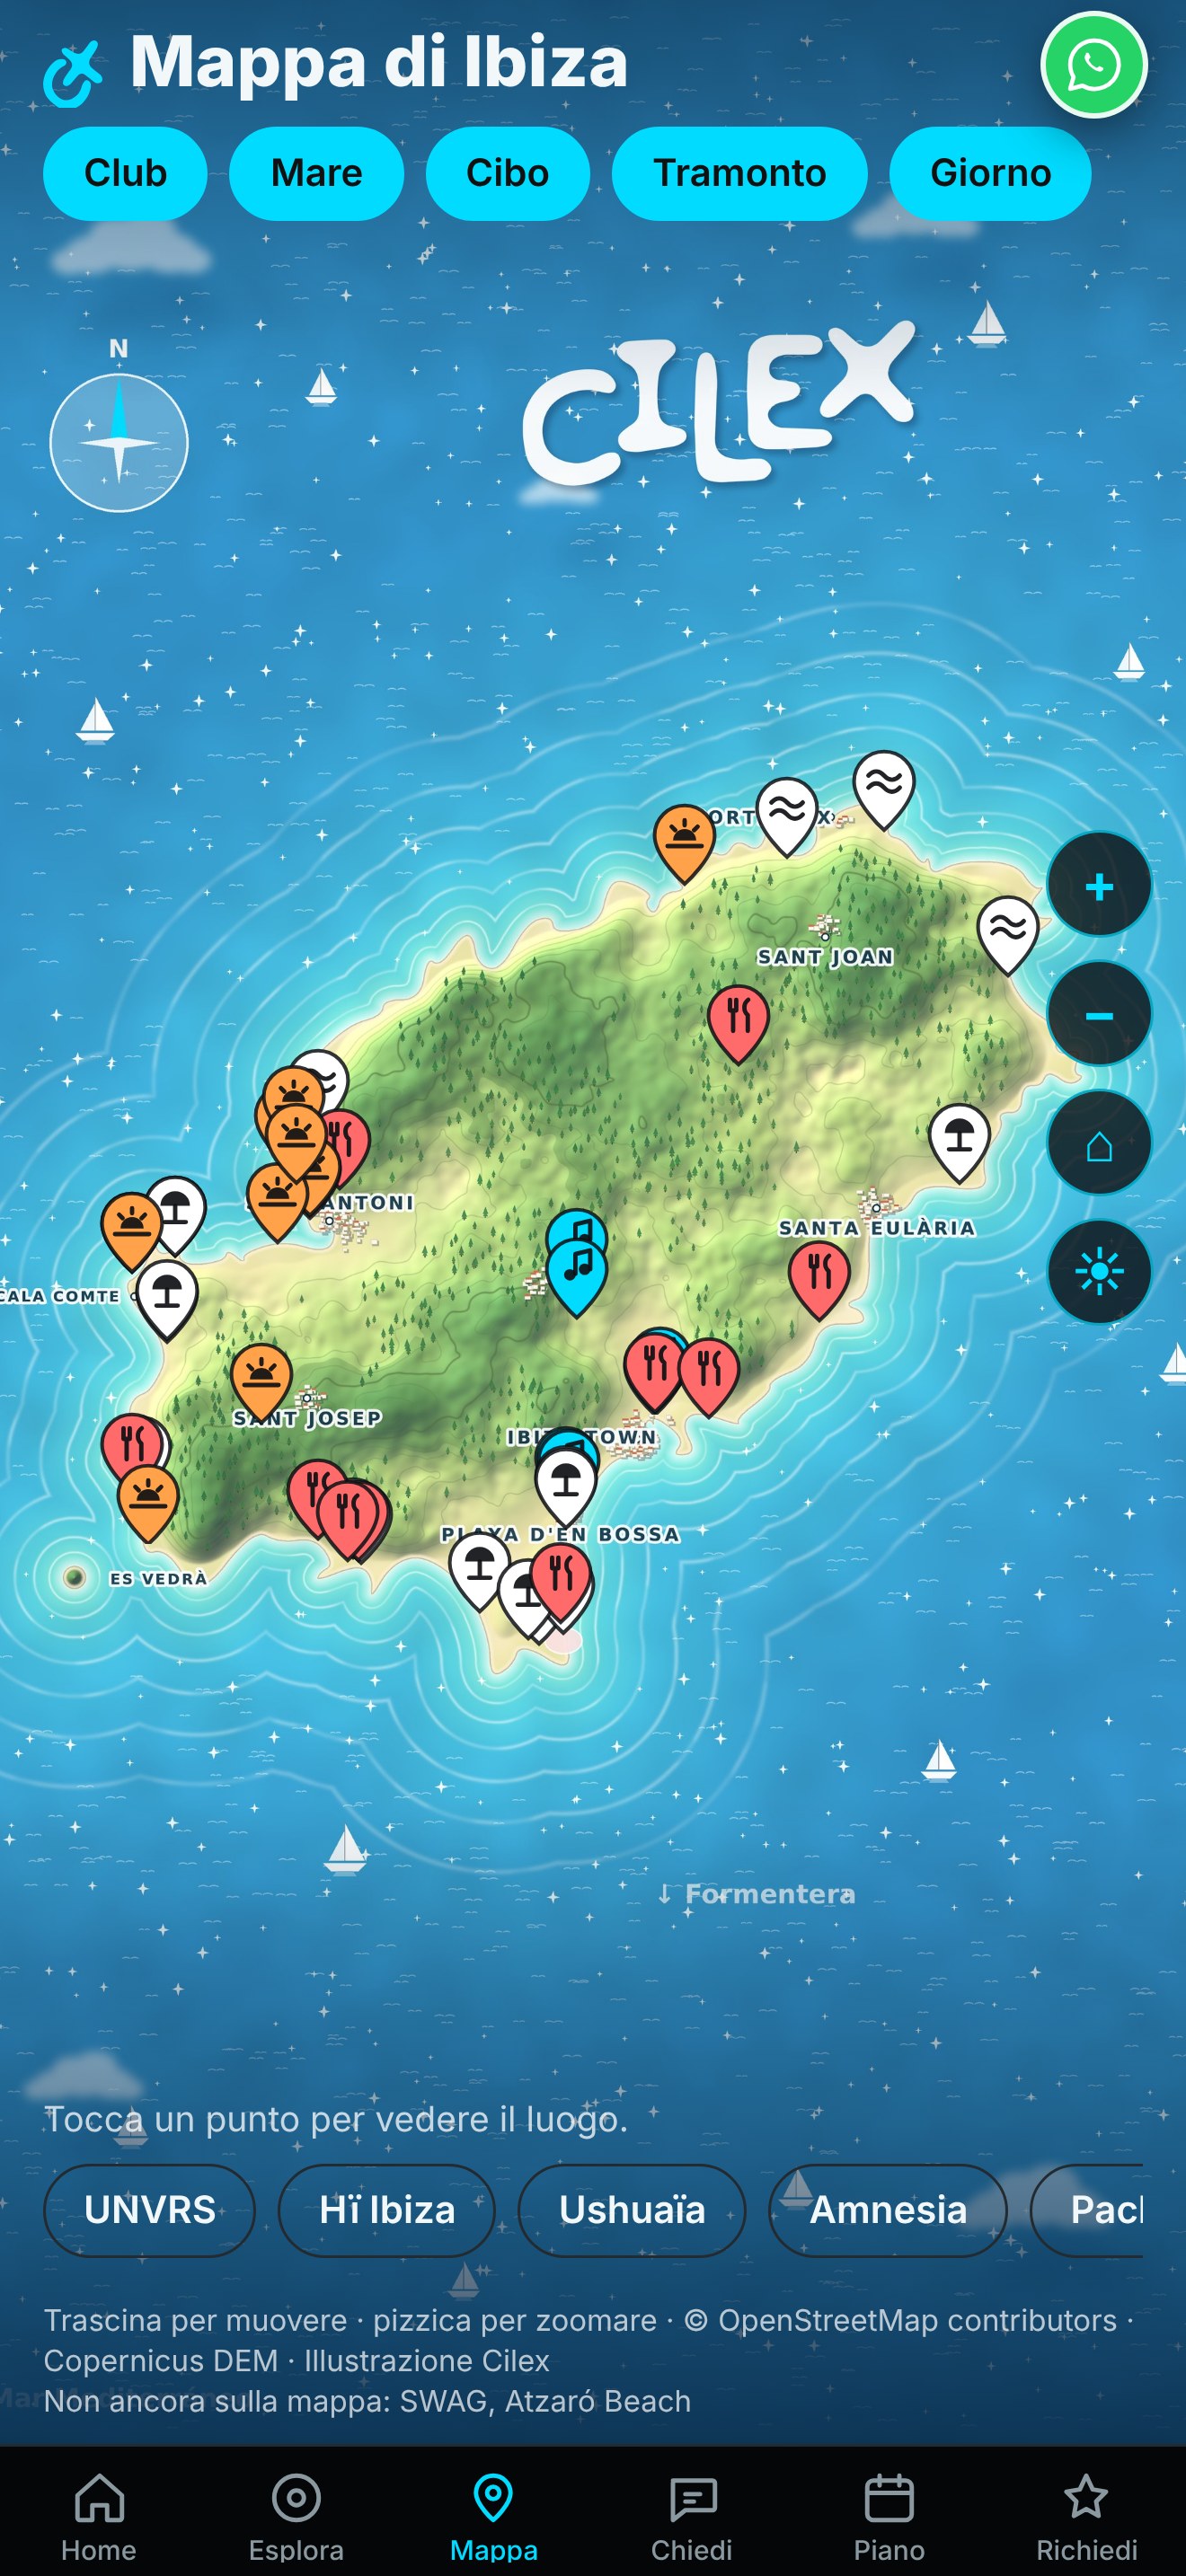 Mappa di Ibiza
Club
Mare
Cibo
Tramonto
Giorno
N
CILEX
SANT JOAN
ANTONI
SANTA EULÀRIA
CALA COMTE
SANT JOSEP
TOWN
PLAYA D'EN BOSSA
ES VEDRÀ
↓ Formentera
Tocca un punto per vedere il luogo.
UNVRS
Hï Ibiza
Ushuaïa
Amnesia
Trascina per muovere · pizzica per zoomare · © OpenStreetMap contributors ·
Copernicus DEM · Illustrazione Cilex
Non ancora sulla mappa: SWAG, Atzaró Beach
Home
Esplora
Mappa
Chiedi
Piano
Richiedi